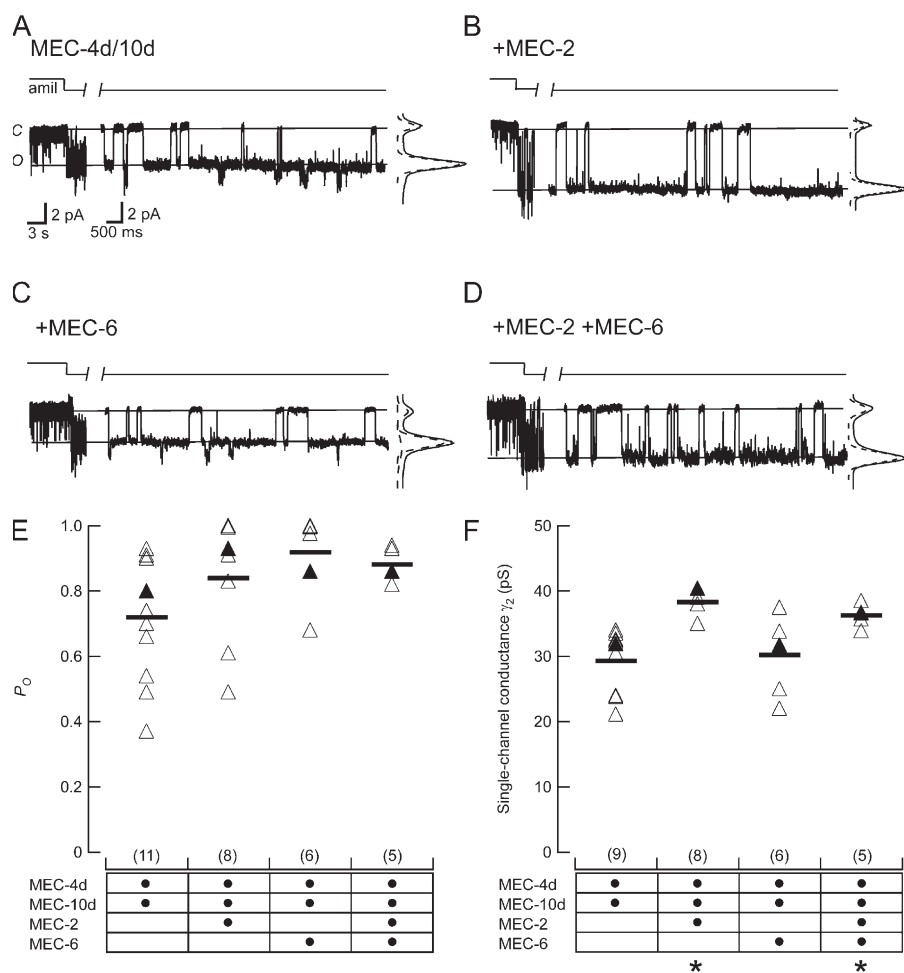 A
MEC-4d/10d
amil
C
O
2 pA
3 s
2 pA
500 ms
B
+MEC-2
C
+MEC-6
D
+MEC-2 +MEC-6
E
1.0
0.8
0.6
0.4
0.2
0
Po
(11) (8) (6) (5)
MEC-4d
MEC-10d
MEC-2
MEC-6
F
50
40
30
20
10
0
Single-channel conductance γ2 (pS)
(9) (8) (6) (5)
MEC-4d
MEC-10d
MEC-2
MEC-6
* *